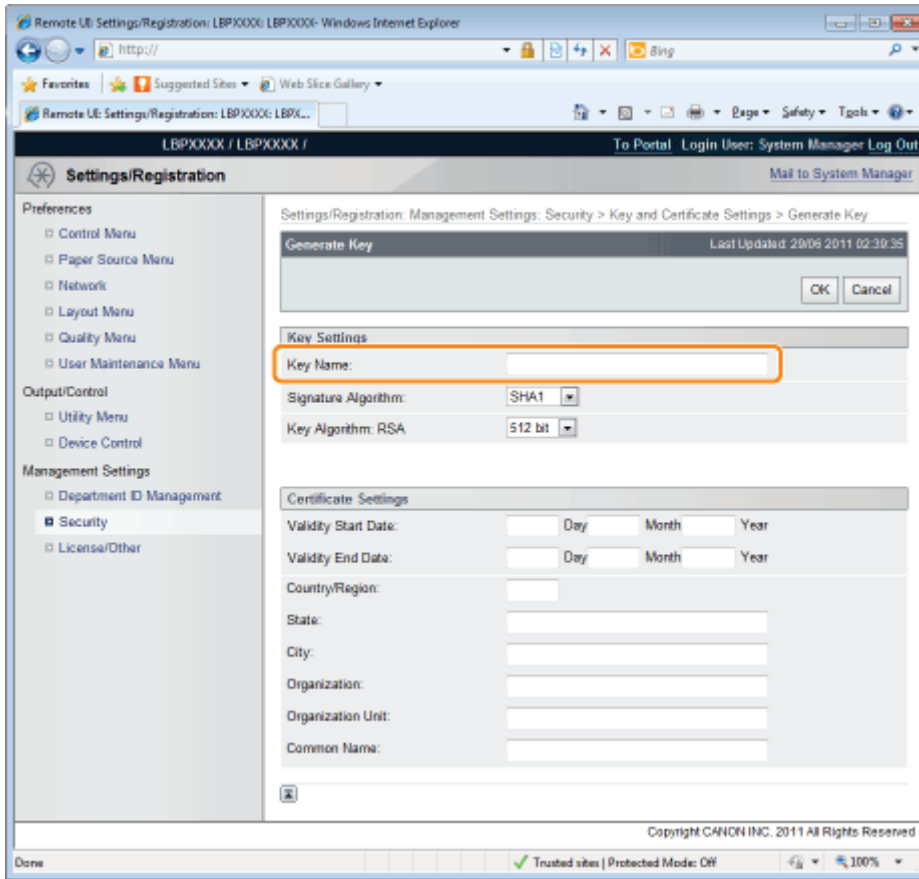 Remote UI: Settings/Registration: LBPXXXX: LBPXXXX- Windows Internet Explorer
http://
Bing
Favorites Suggested Sites Web Slice Gallery
Remote UI: Settings/Registration: LBPXXXX: LBPX... Page Safety Tools
LBPXXXX / LBPXXXX / To Portal Login User: System Manager Log Out
Settings/Registration Mail to System Manager
Preferences
Control Menu
Paper Source Menu
Network
Layout Menu
Quality Menu
User Maintenance Menu
Output/Control
Utility Menu
Device Control
Management Settings
Department ID Management
Security
License/Other
Settings/Registration: Management Settings: Security > Key and Certificate Settings > Generate Key
Generate Key Last Updated: 29/06 2011 02:39:35
OK Cancel
Key Settings
Key Name:
Signature Algorithm: SHA1
Key Algorithm: RSA 512 bit
Certificate Settings
Validity Start Date: Day Month Year
Validity End Date: Day Month Year
Country/Region:
State:
City:
Organization:
Organization Unit:
Common Name:
Copyright CANON INC. 2011 All Rights Reserved
Done Trusted sites | Protected Mode: Off 100%